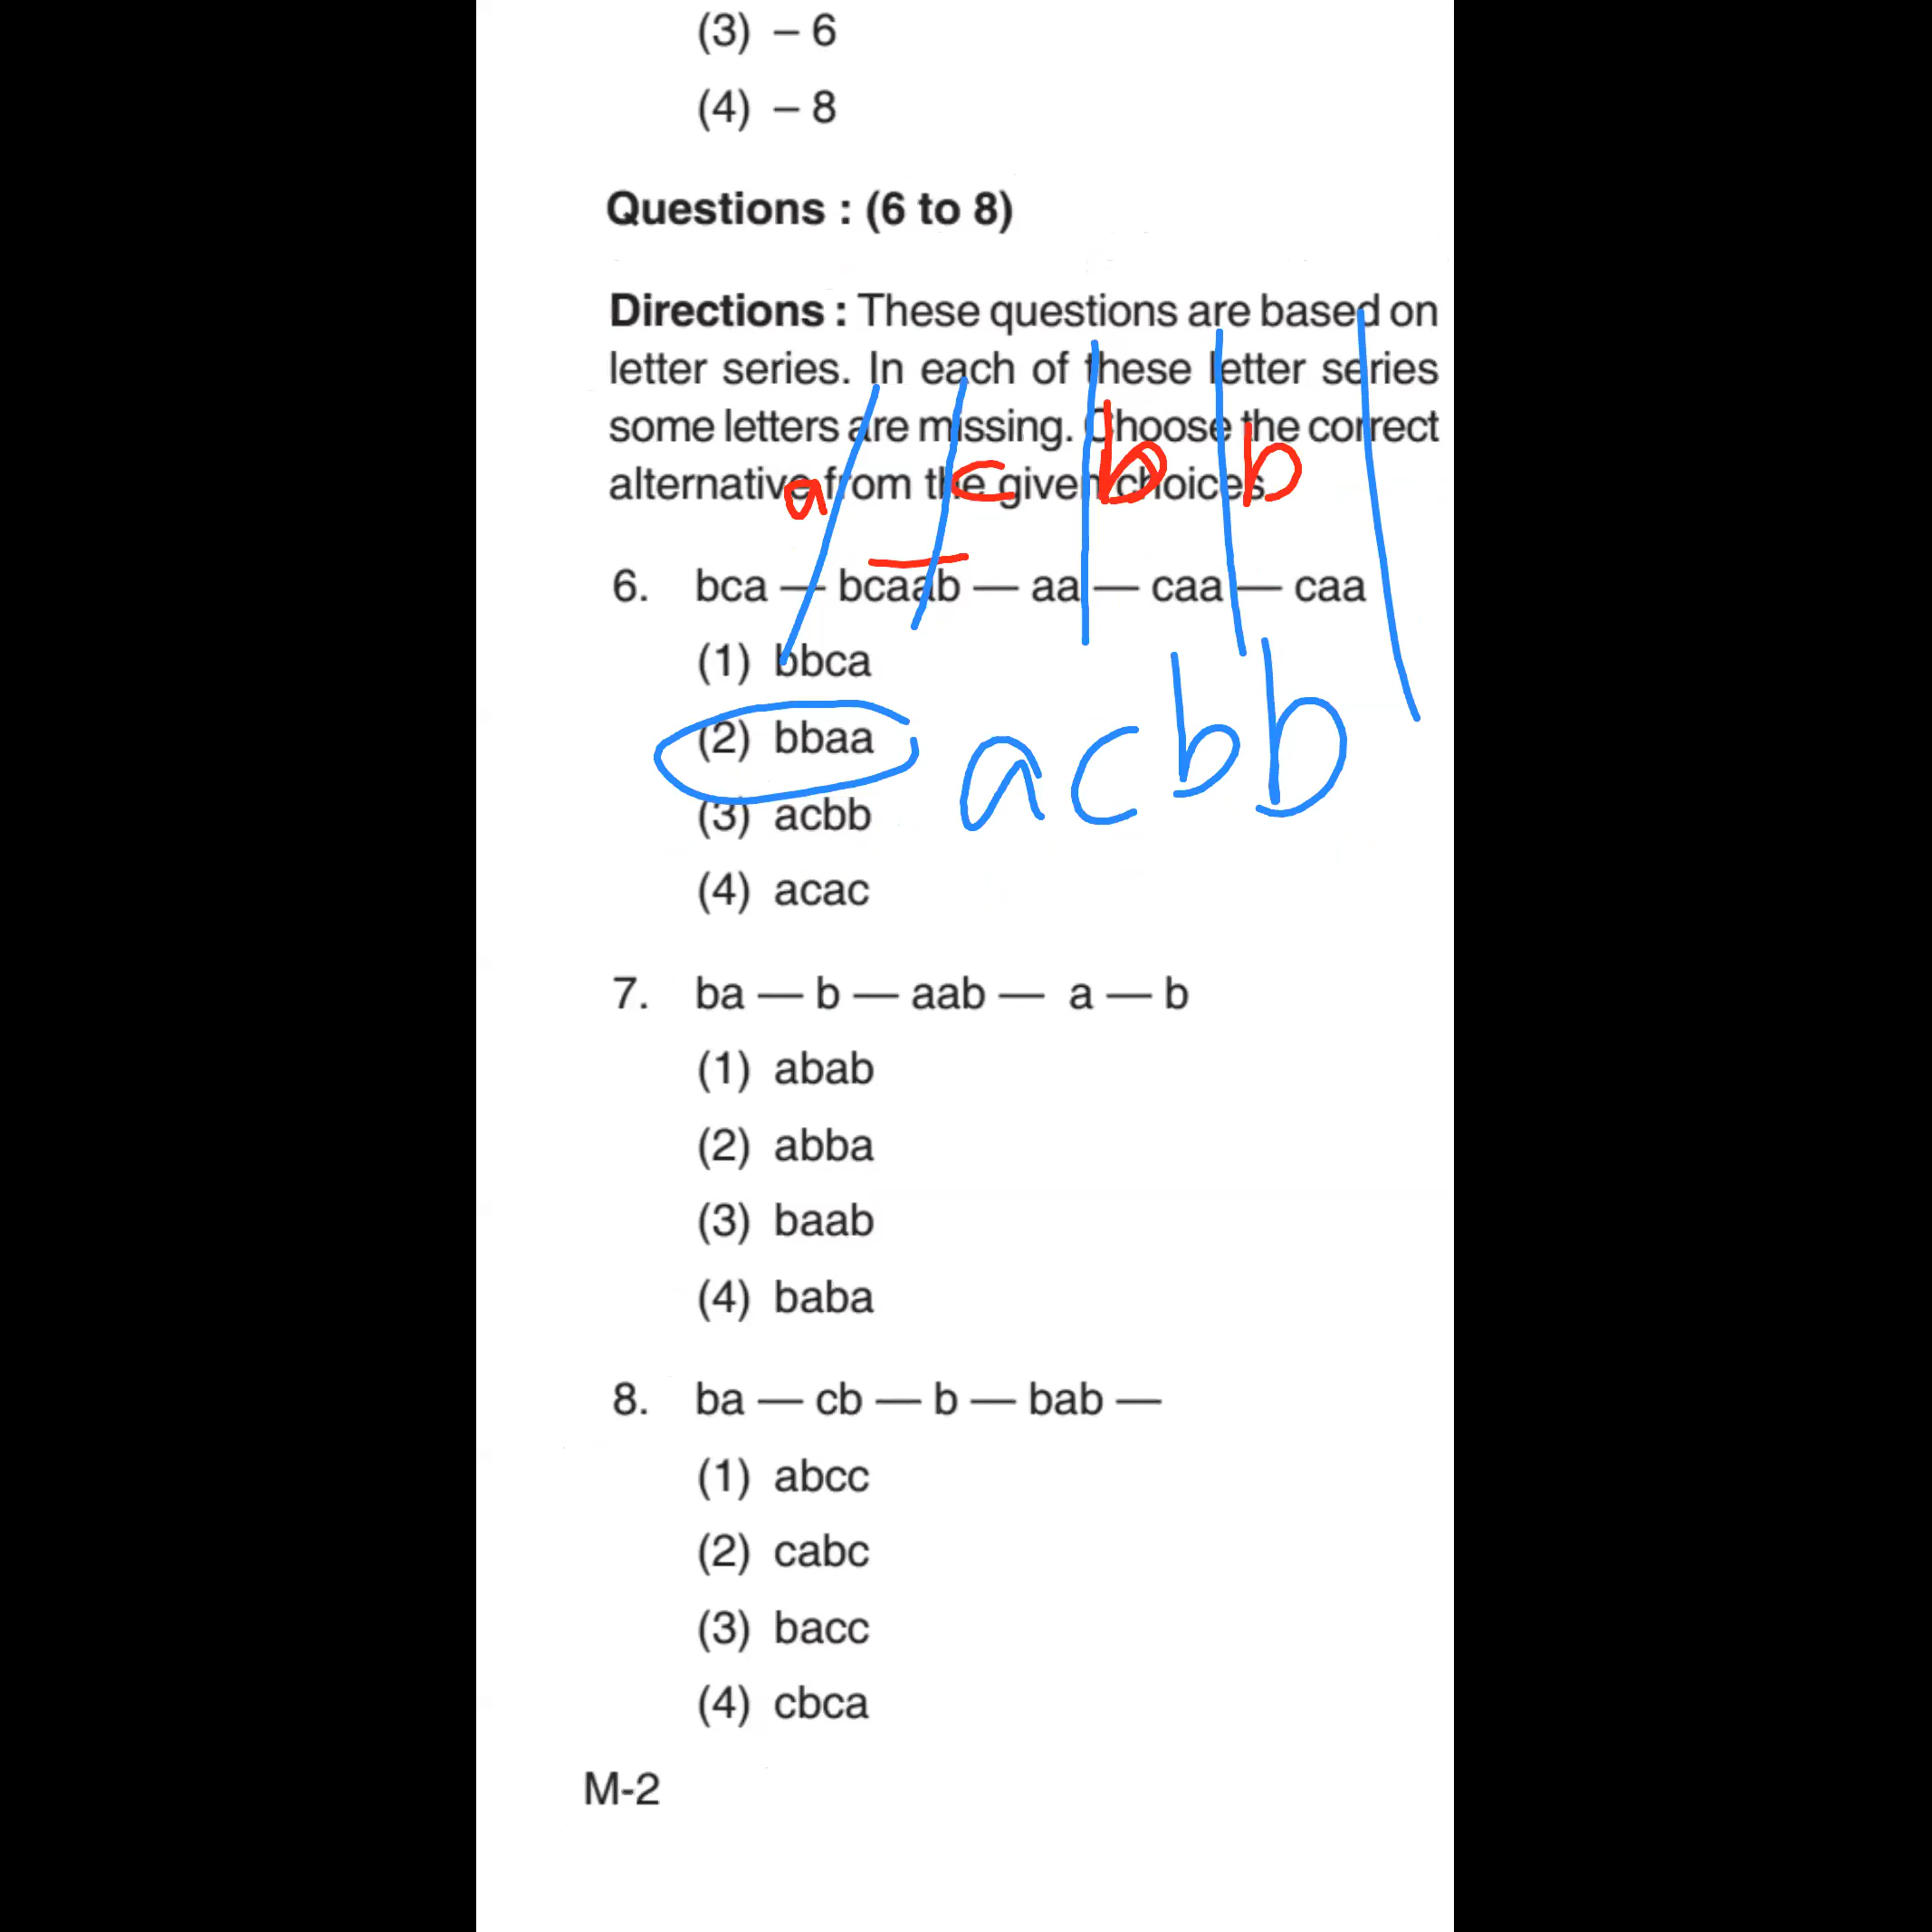 (3) – 6
(4) – 8
Questions : (6 to 8)
Directions : These questions are based on
letter series. In each of these letter series
some letters are missing. Choose the correct
alternative from the given choices.
a c b b
6. bca — bcaab — aa — caa — caa
(1) bbca
(2) bbaa
acbb
(3) acbb
(4) acac
7. ba — b — aab — a — b
(1) abab
(2) abba
(3) baab
(4) baba
8. ba — cb — b — bab —
(1) abcc
(2) cabc
(3) bacc
(4) cbca
M-2